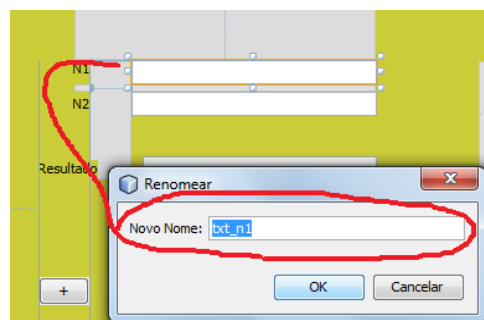 N1
N2
Resultado
Renomear
Novo Nome: txt_n1
+
OK Cancelar